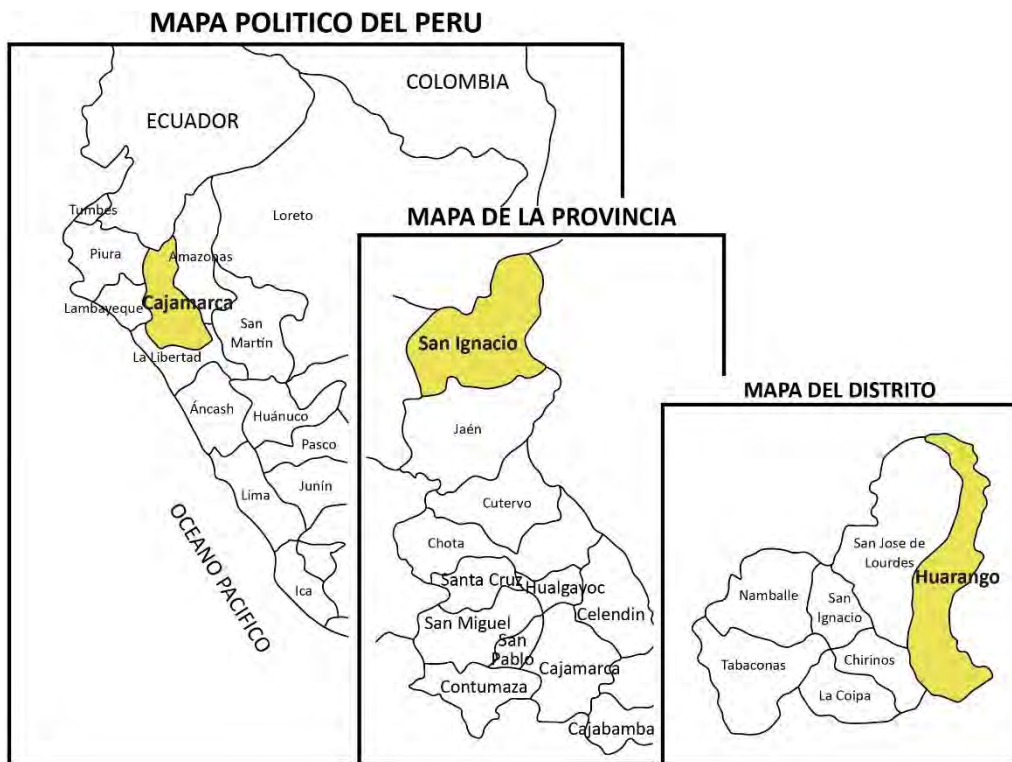 MAPA POLITICO DEL PERU
COLOMBIA
ECUADOR
Tumbes
Loreto
Piura
Amazonas
Lambayeque
Cajamarca
San
Martín
La Libertad
Áncash
Huánuco
Pasco
Lima
Junín
Ica
OCEANO PACIFICO
MAPA DE LA PROVINCIA
San Ignacio
Jaén
Cutervo
Chota
Santa Cruz
Hualgayoc
Celendin
San Miguel
San
Pablo
Cajamarca
Contumaza
Cajabamba
MAPA DEL DISTRITO
San Jose de
Lourdes
Huarango
Namballe
San
Ignacio
Tabaconas
Chirinos
La Coipa